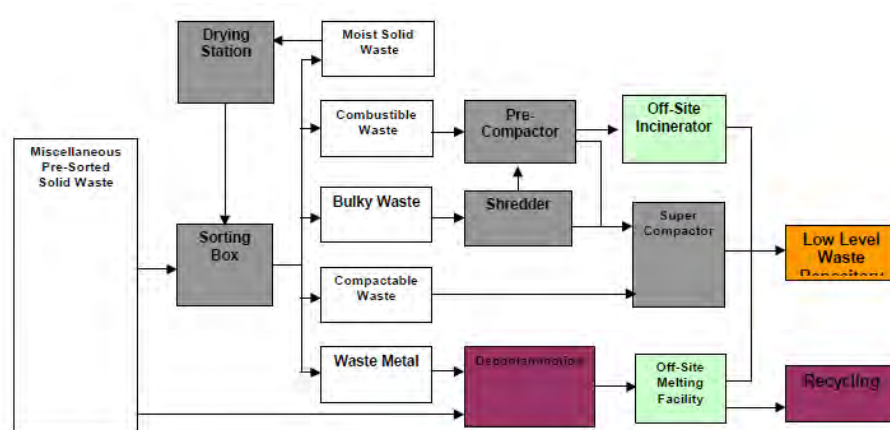 Drying
Station
Moist Solid
Waste
Combustible
Waste
Pre-
Compactor
Off-Site
Incinerator
Miscellaneous
Pre-Sorted
Solid Waste
Bulky Waste
Shredder
Super
Compactor
Sorting
Box
Low Level
Waste
Repository
Compactable
Waste
Waste Metal
Decontamination
Off-Site
Melting
Facility
Recycling